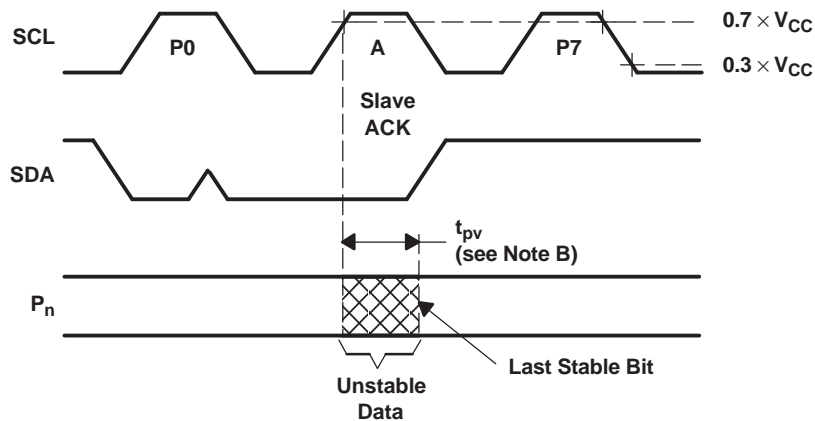 SCL
P0
A
P7
0.7 × VCC
0.3 × VCC
Slave
ACK
SDA
tpv
(see Note B)
Pn
Last Stable Bit
Unstable
Data